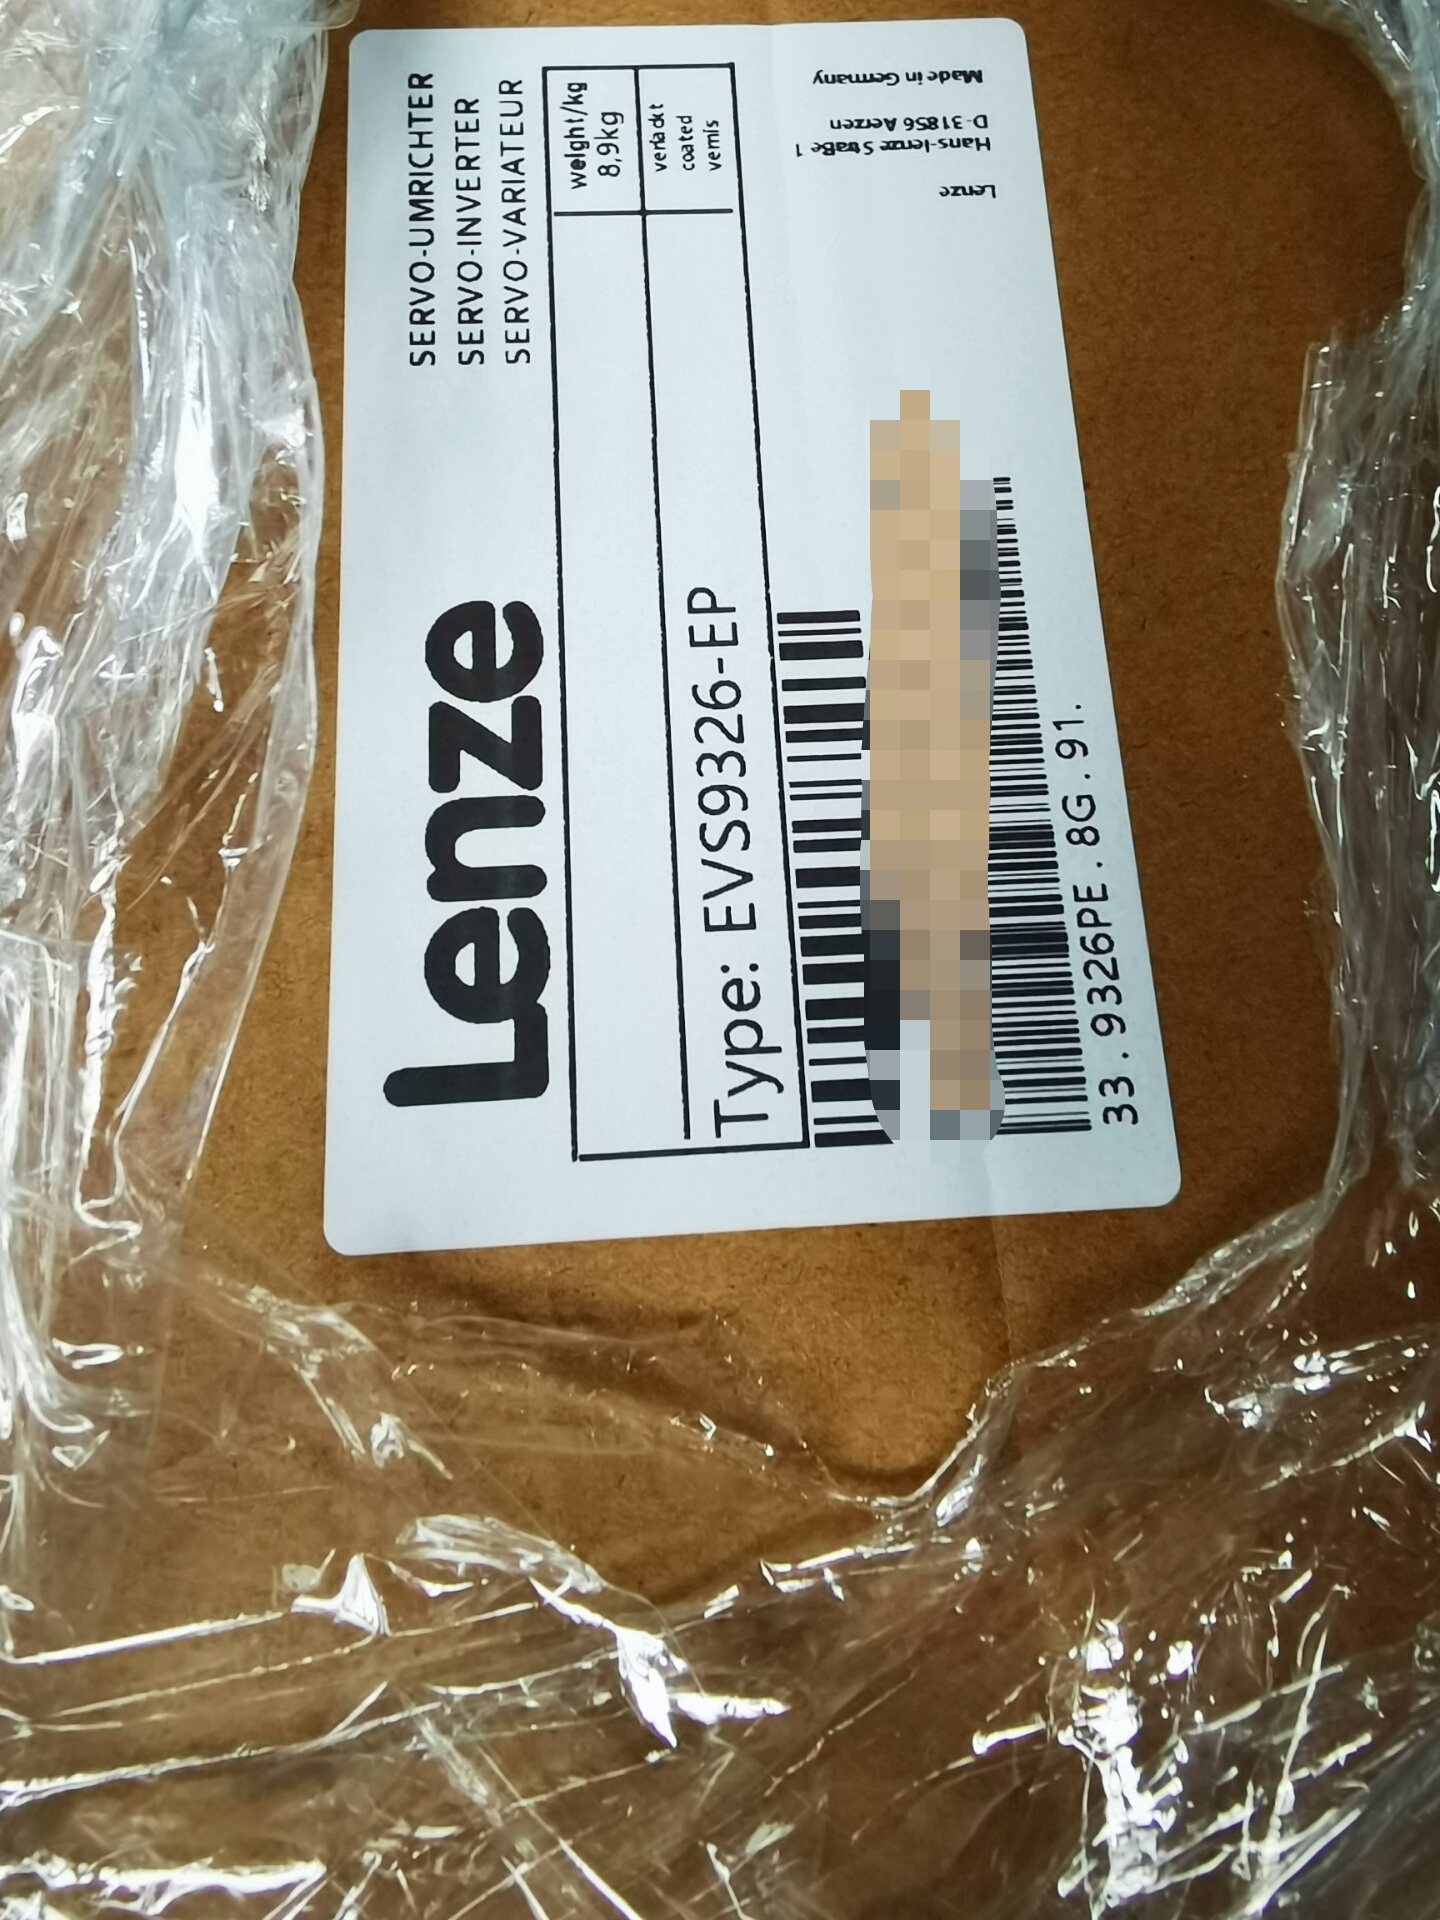 Lenze
SERVO-UMRICHTER
SERVO-INVERTER
SERVO-VARIATEUR
weight/kg
8,9kg
verlackt
coated
vernis
Type: EVS9326-EP
33.9326PE.8G.91.
Lenze
Hans-lenze Straße 1
D-31856 Aerzen
Made in Germany